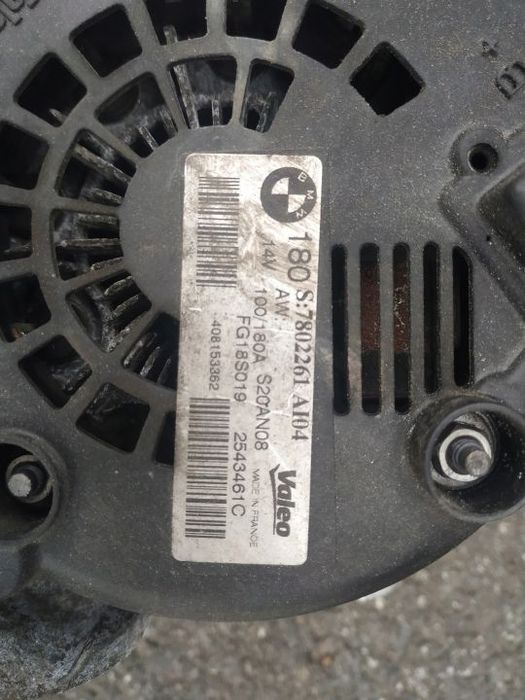 BMW
180 S:7802261 AI04
14V AW 100/180A S20AN08
FG18S019 2543461C
408153362
Valeo
MADE IN FRANCE